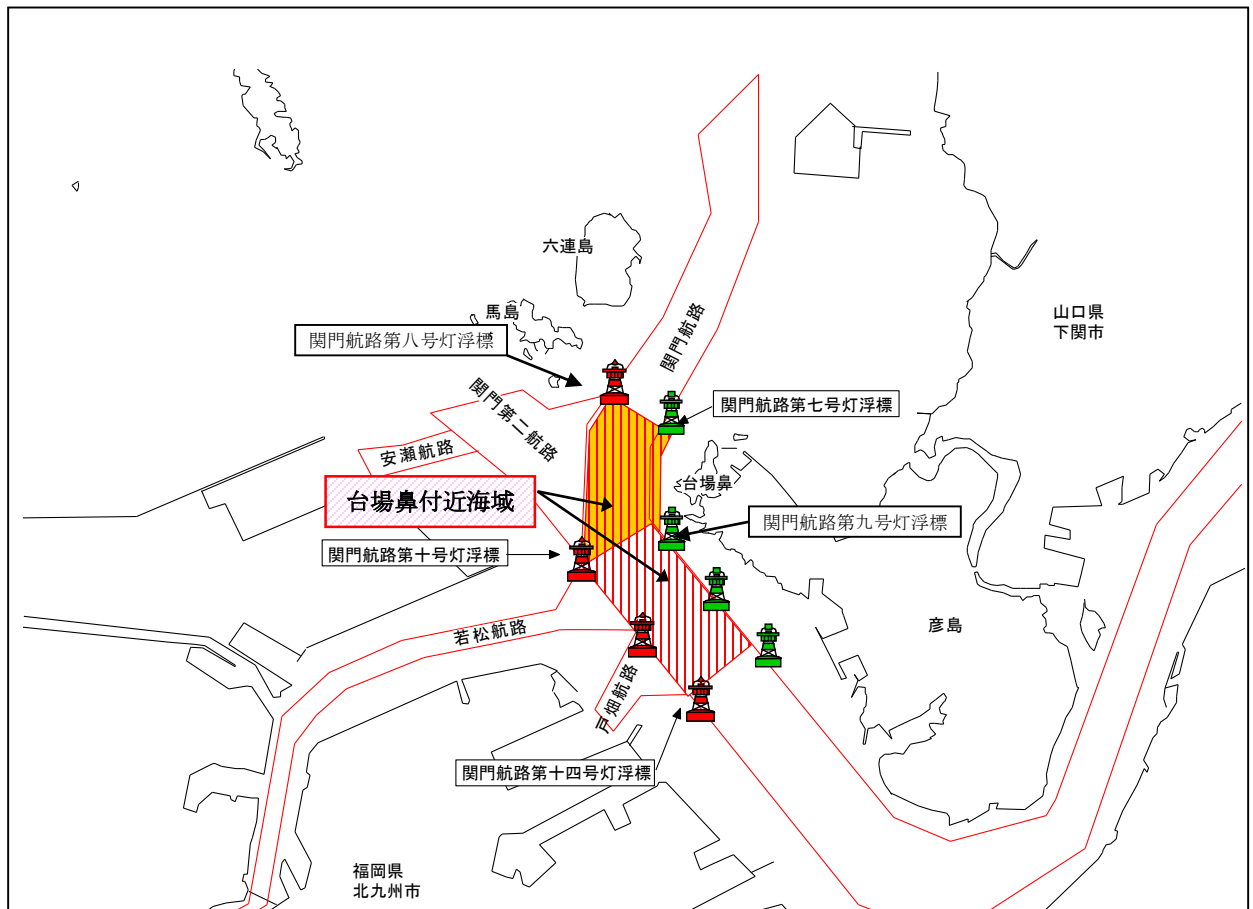 六連島
馬島
山口県
下関市
関門航路第八号灯浮標
関門航路
関門第二航路
関門航路第七号灯浮標
安瀬航路
台場鼻
台場鼻付近海域
関門航路第九号灯浮標
関門航路第十号灯浮標
若松航路
彦島
戸畑航路
関門航路第十四号灯浮標
福岡県
北九州市